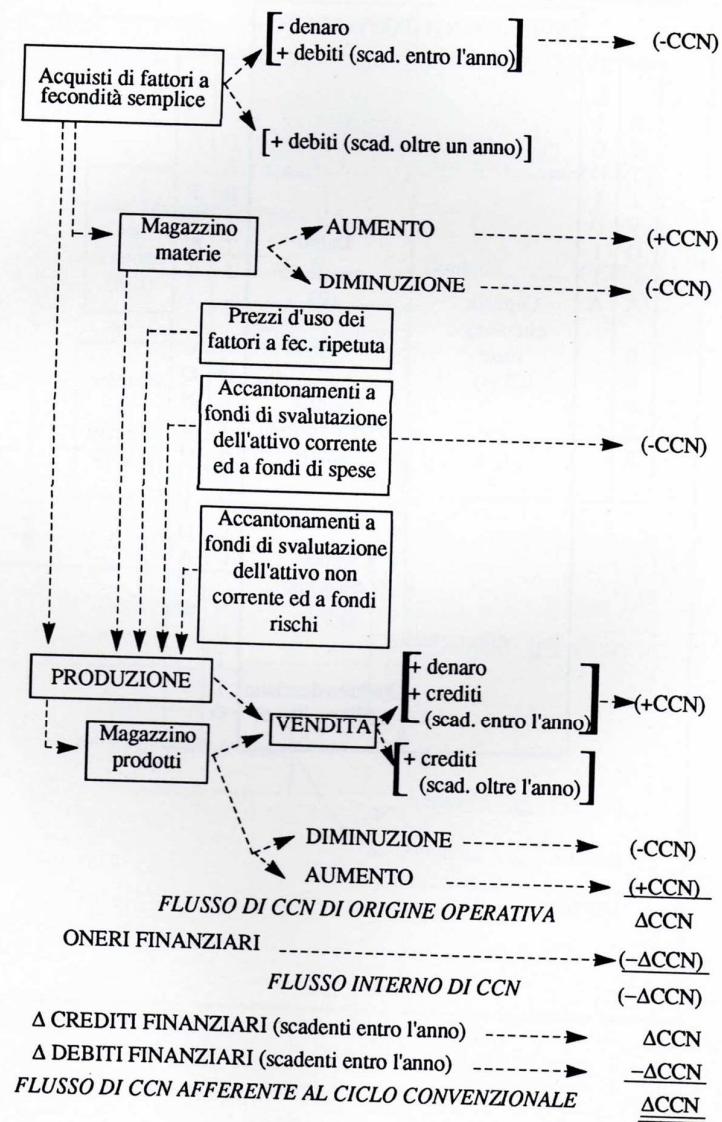 - denaro
+ debiti (scad. entro l'anno)
(-CCN)
Acquisti di fattori a
fecondità semplice
[+ debiti (scad. oltre un anno)]
Magazzino
materie
AUMENTO
(+CCN)
DIMINUZIONE
(-CCN)
Prezzi d'uso dei
fattori a fec. ripetuta
Accantonamenti a
fondi di svalutazione
dell'attivo corrente
ed a fondi di spese
(-CCN)
Accantonamenti a
fondi di svalutazione
dell'attivo non
corrente ed a fondi
rischi
PRODUZIONE
+ denaro
+ crediti
(scad. entro l'anno)
(+CCN)
VENDITA
Magazzino
prodotti
+ crediti
(scad. oltre l'anno)
DIMINUZIONE
(-CCN)
AUMENTO
(+CCN)
FLUSSO DI CCN DI ORIGINE OPERATIVA
ΔCCN
ONERI FINANZIARI
(−ΔCCN)
FLUSSO INTERNO DI CCN
(−ΔCCN)
Δ CREDITI FINANZIARI (scadenti entro l'anno)
ΔCCN
Δ DEBITI FINANZIARI (scadenti entro l'anno)
−ΔCCN
FLUSSO DI CCN AFFERENTE AL CICLO CONVENZIONALE
ΔCCN